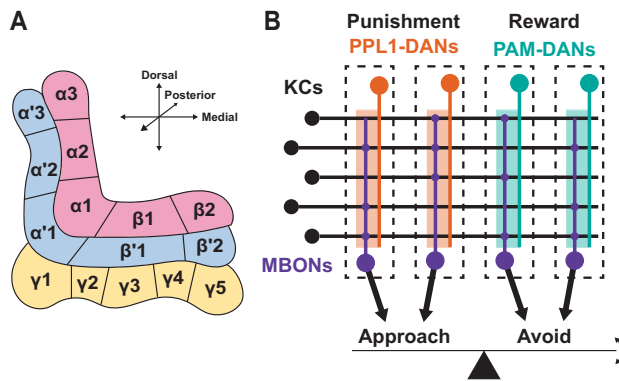 A
α3
α'3
α2
α'2
α1
α'1
β1
β2
β'1
β'2
γ1
γ2
γ3
γ4
γ5
Dorsal
Posterior
Medial
B
Punishment
PPL1-DANs
Reward
PAM-DANs
KCs
MBONs
Approach
Avoid